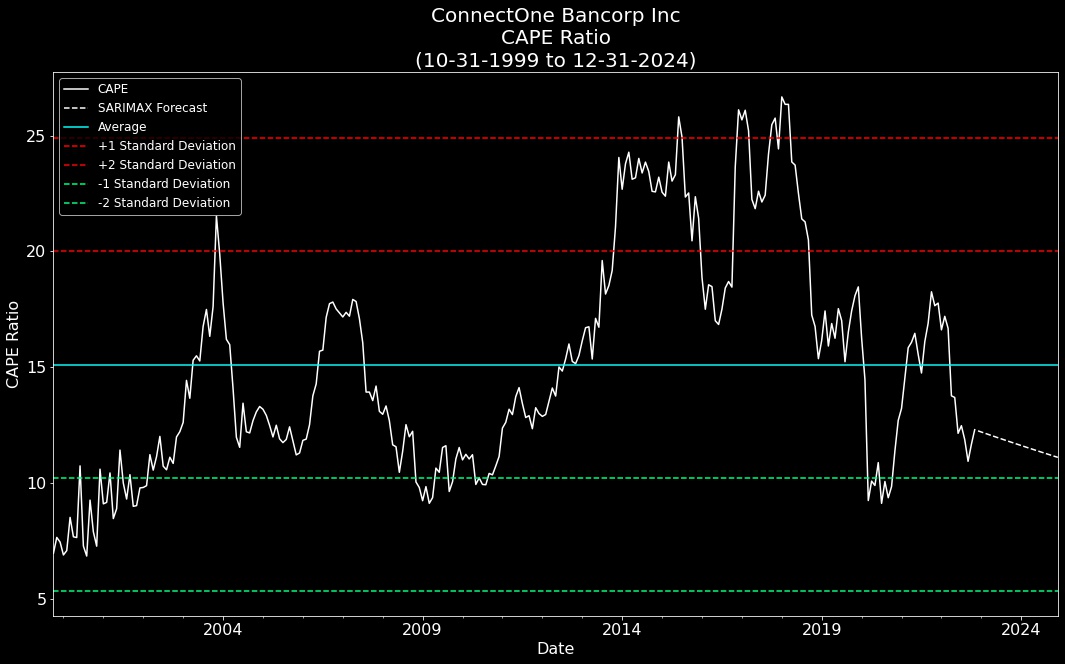 ConnectOne Bancorp Inc
CAPE Ratio
(10-31-1999 to 12-31-2024)
CAPE
SARIMAX Forecast
Average
+1 Standard Deviation
+2 Standard Deviation
-1 Standard Deviation
-2 Standard Deviation
25
20
15
10
5
CAPE Ratio
2004
2009
2014
2019
2024
Date